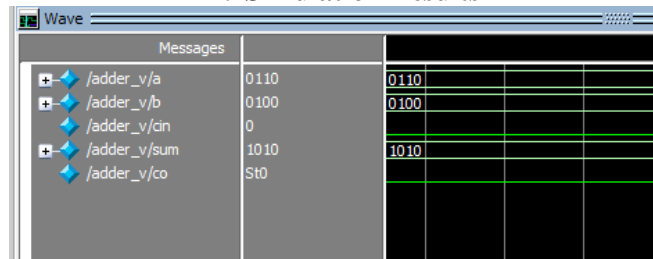 Wave
Messages
/adder_v/a 0110 0110
/adder_v/b 0100 0100
/adder_v/cin 0
/adder_v/sum 1010 1010
/adder_v/co St0